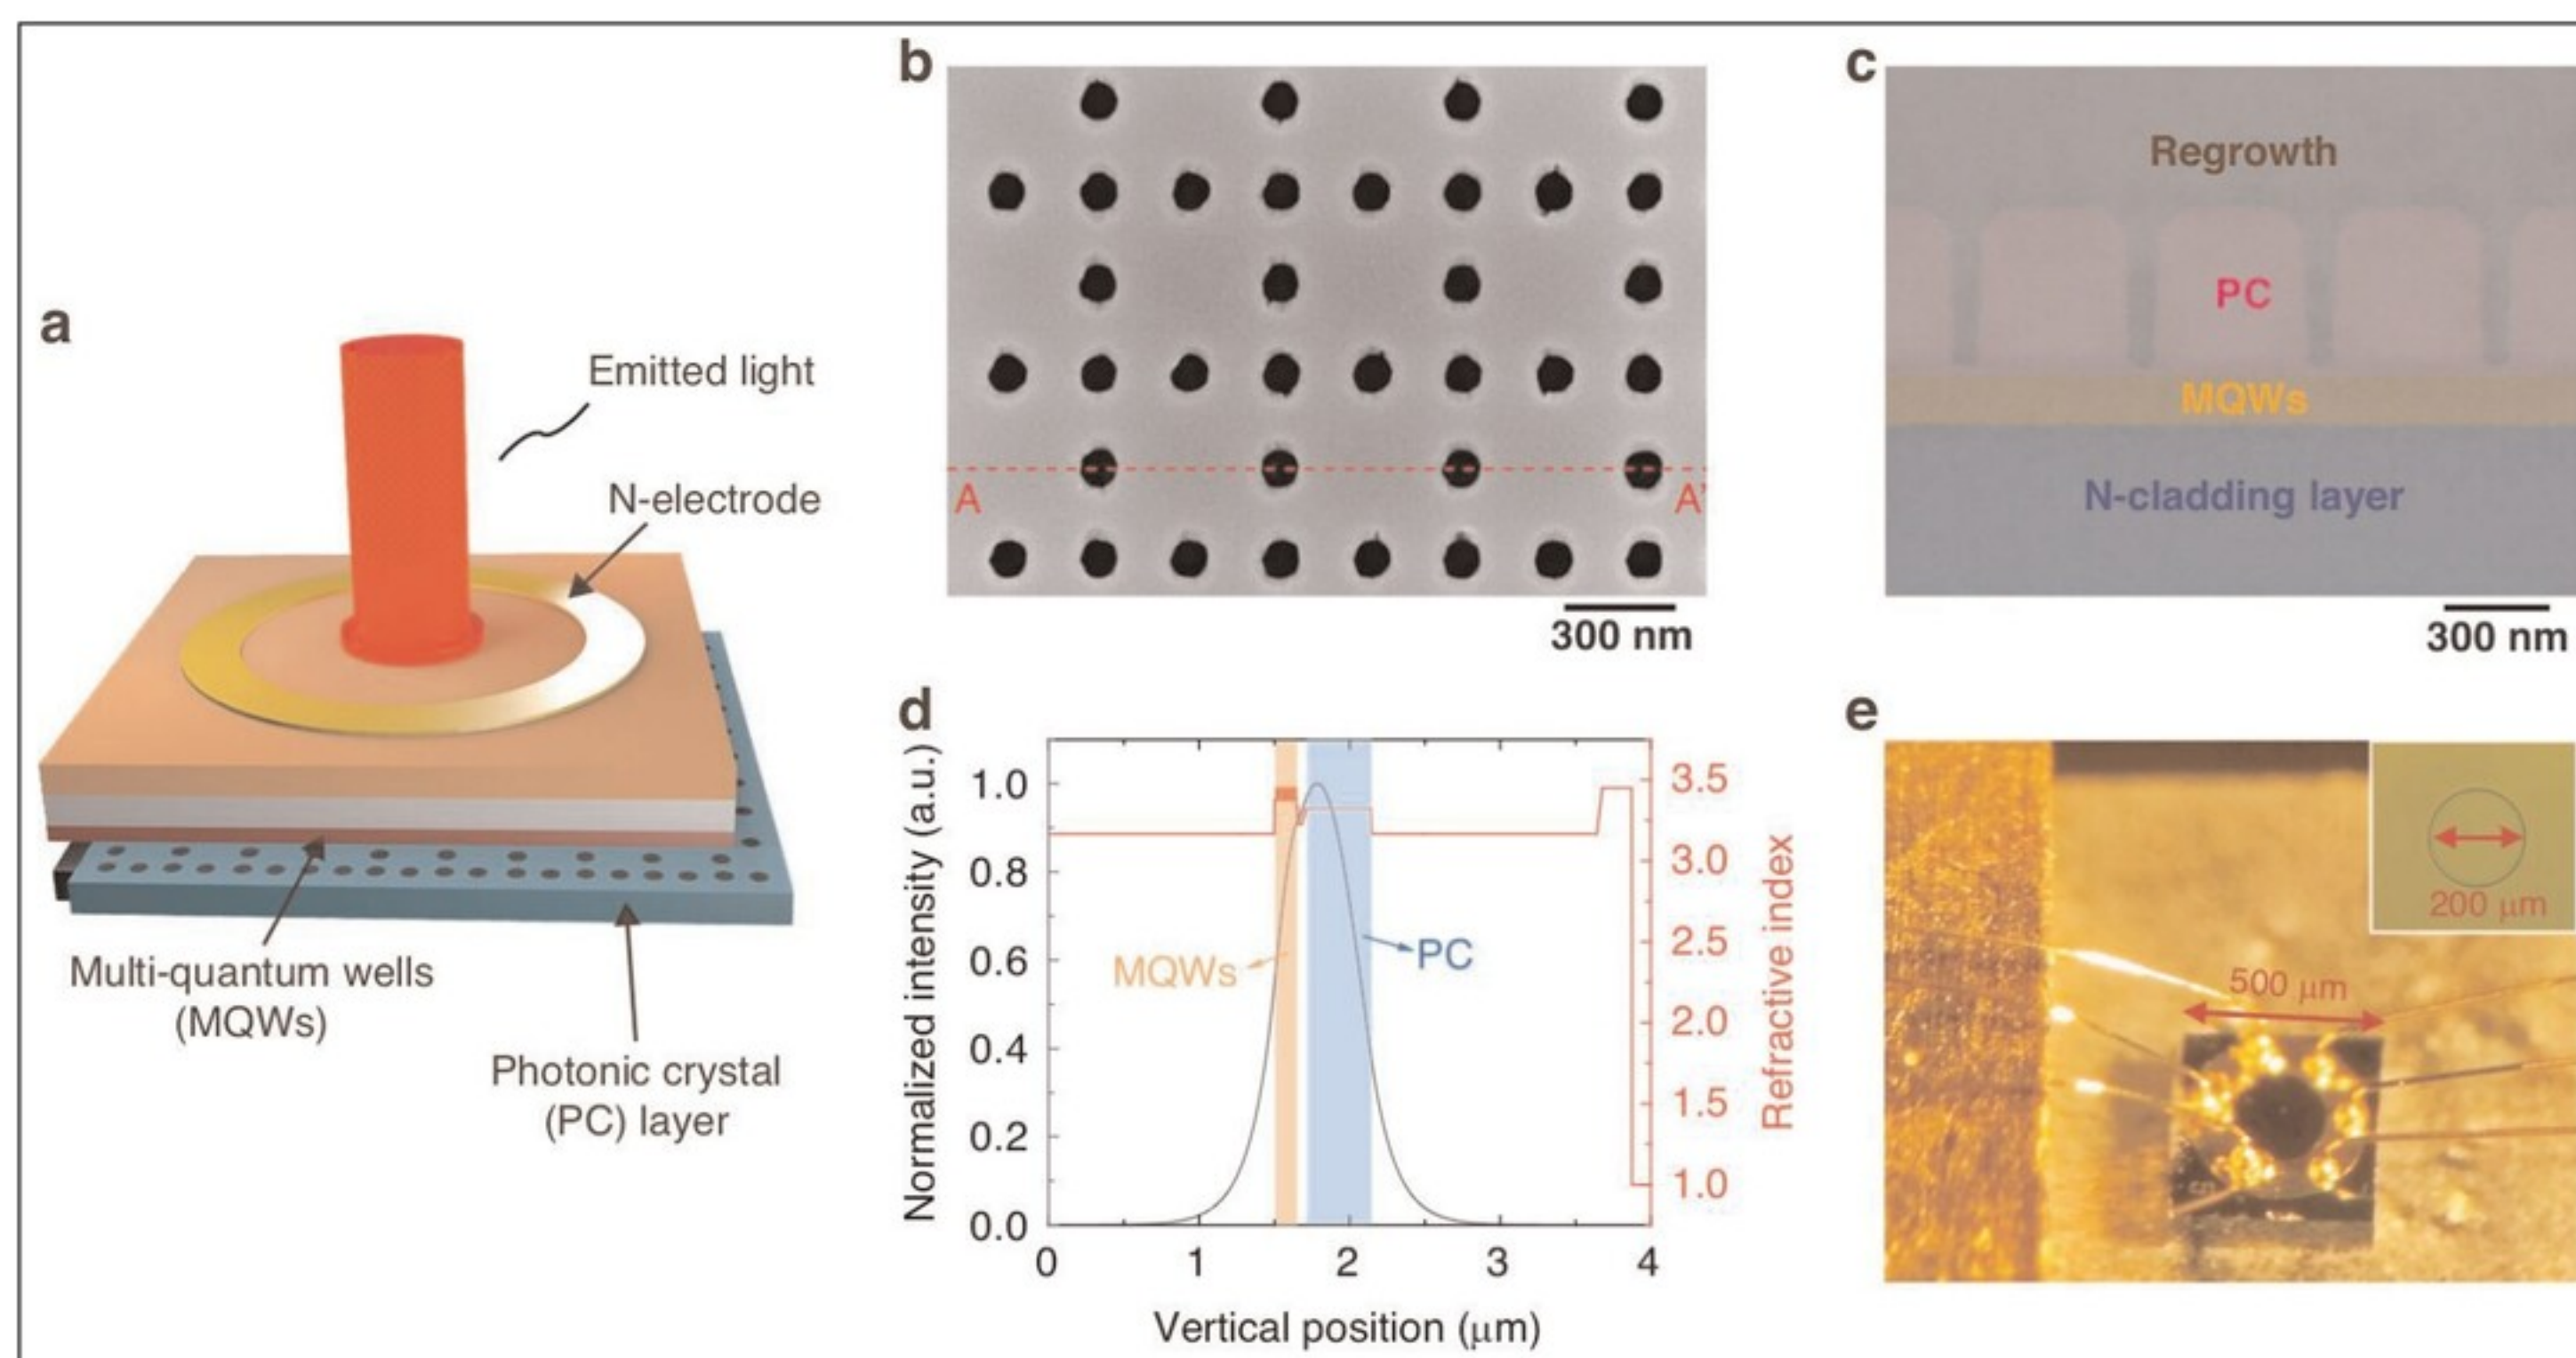 a
Emitted light
N-electrode
Multi-quantum wells
(MQWs)
Photonic crystal
(PC) layer
b
A
A'
300 nm
c
Regrowth
PC
MQWs
N-cladding layer
300 nm
d
Normalized intensity (a.u.)
1.0
0.8
0.6
0.4
0.2
0.0
MQWs
PC
3.5
3.0
2.5
2.0
1.5
1.0
Refractive index
0 1 2 3 4
Vertical position (μm)
e
200 μm
500 μm